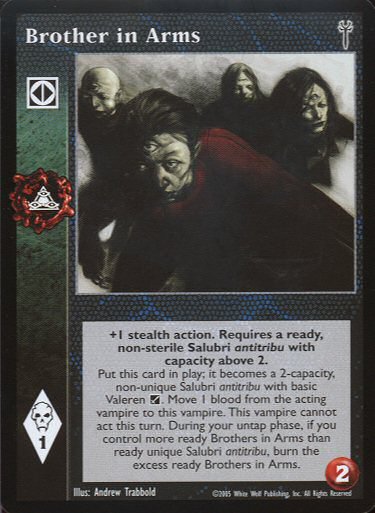 Brother in Arms
+1 stealth action. Requires a ready,
non-sterile Salubri antitribu with
capacity above 2.
Put this card in play; it becomes a 2-capacity,
non-unique Salubri antitribu with basic
Valeren. Move 1 blood from the acting
vampire to this vampire. This vampire cannot
act this turn. During your untap phase, if you
control more ready Brothers in Arms than
ready unique Salubri antitribu, burn the
excess ready Brothers in Arms.
1
2
Illus: Andrew Trabbold
©2005 White Wolf Publishing, Inc. All Rights Reserved